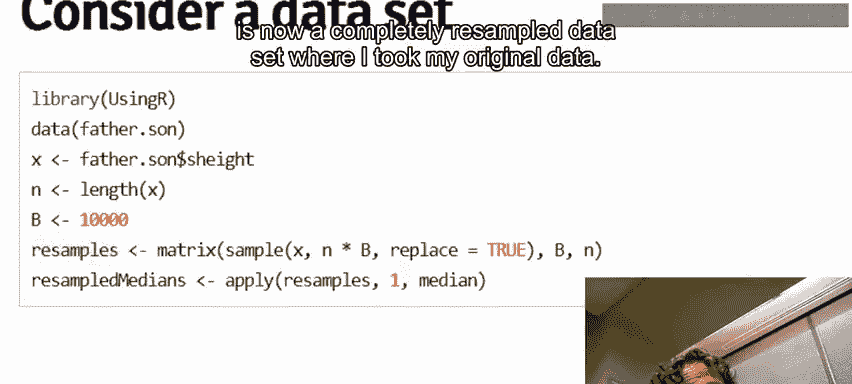 Consider a data set
is now a completely resampled data
set where I took my original data.
library(UsingR)
data(father.son)
x <- father.son$sheight
n <- length(x)
B <- 10000
resamples <- matrix(sample(x, n * B, replace = TRUE), B, n)
resampledMedians <- apply(resamples, 1, median)